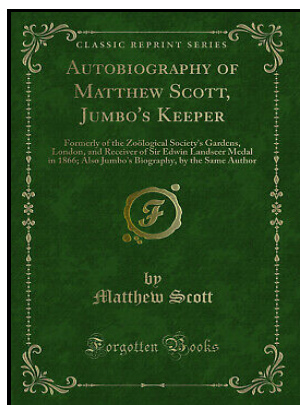 CLASSIC REPRINT SERIES
AUTOBIOGRAPHY OF
MATTHEW SCOTT,
JUMBO'S KEEPER
Formerly of the Zoölogical Society's Gardens,
London, and Receiver of Sir Edwin Landseer Medal
in 1866; Also Jumbo's Biography, by the Same Author
F
by
Matthew Scott
Forgotten Books